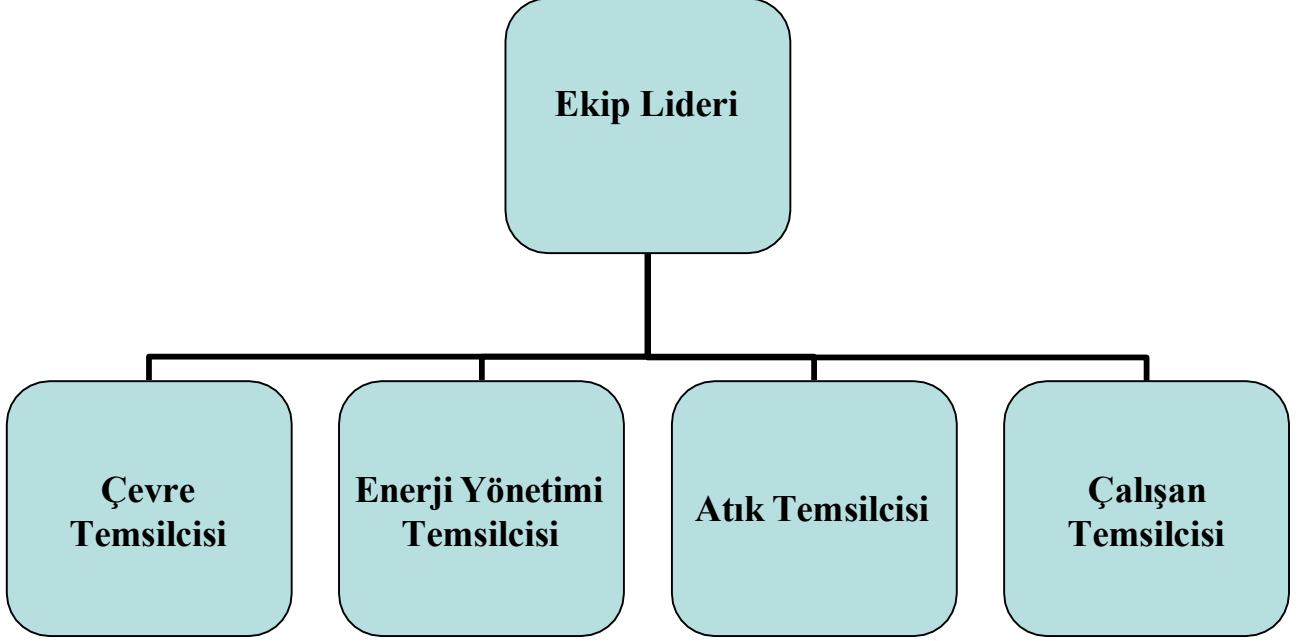 Ekip Lideri
Çevre
Temsilcisi
Enerji Yönetimi
Temsilcisi
Atık Temsilcisi
Çalışan
Temsilcisi